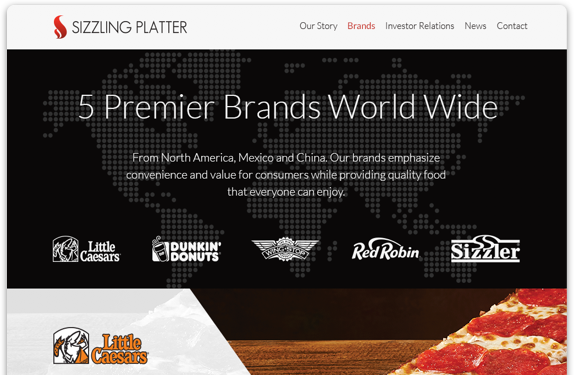 SIZZLING PLATTER
Our Story Brands Investor Relations News Contact
5 Premier Brands World Wide
From North America, Mexico and China. Our brands emphasize
convenience and value for consumers while providing quality food
that everyone can enjoy.
Little Caesars
DUNKIN' DONUTS
WING·STOP
Red Robin
Sizzler
Little
Caesars